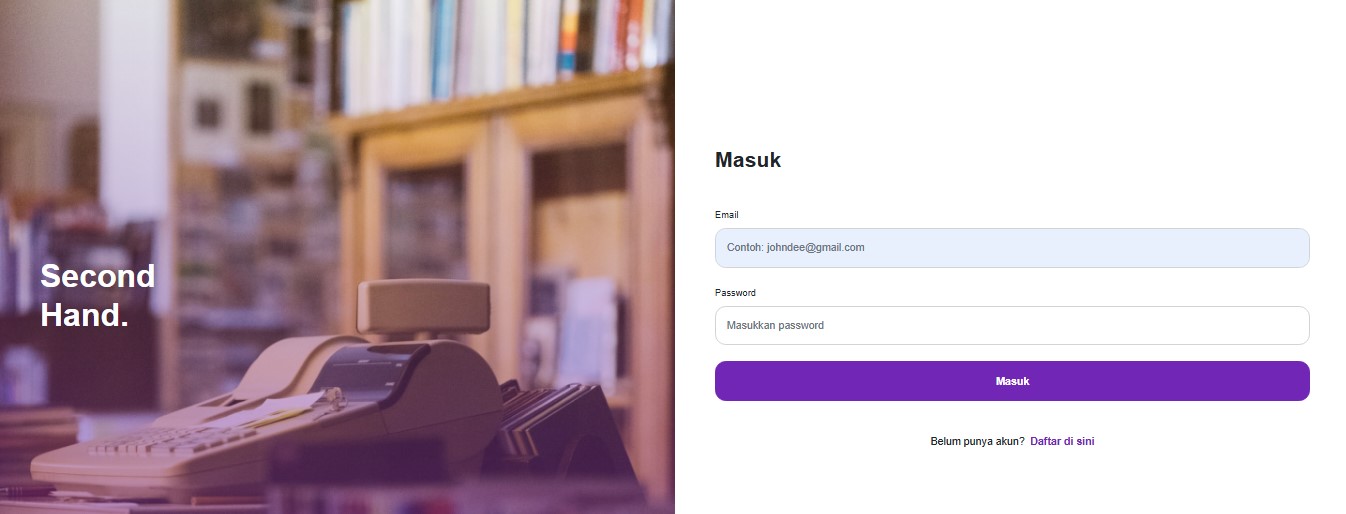 Second
Hand.
Masuk
Email
Contoh: johndee@gmail.com
Password
Masukkan password
Masuk
Belum punya akun? Daftar di sini